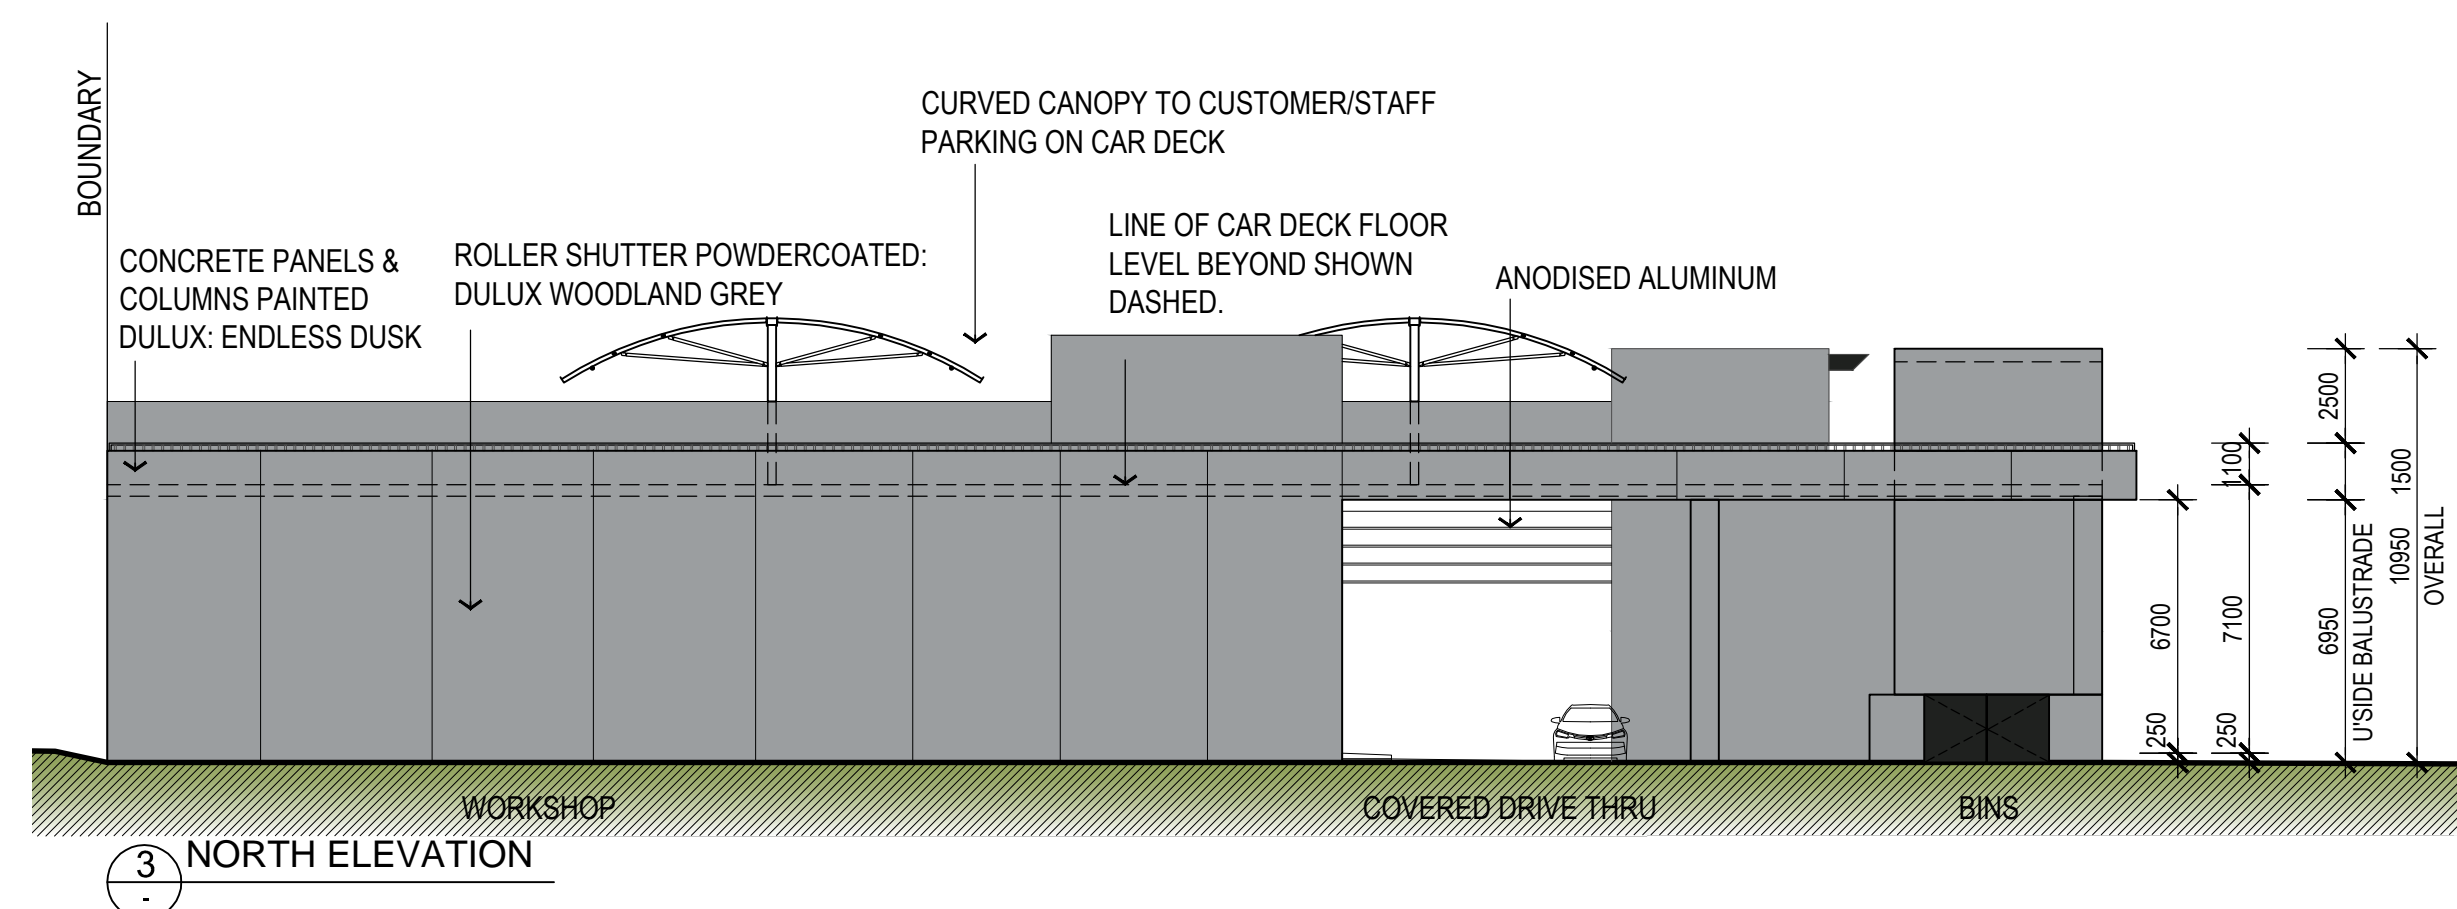 BOUNDARY
CURVED CANOPY TO CUSTOMER/STAFF
PARKING ON CAR DECK
CONCRETE PANELS &
COLUMNS PAINTED
DULUX: ENDLESS DUSK
ROLLER SHUTTER POWDERCOATED:
DULUX WOODLAND GREY
LINE OF CAR DECK FLOOR
LEVEL BEYOND SHOWN
DASHED.
ANODISED ALUMINUM
6700
250
1100
7100
250
2500
1500
6950
U'SIDE BALUSTRADE
10950
OVERALL
WORKSHOP
COVERED DRIVE THRU
BINS
3
-
NORTH ELEVATION